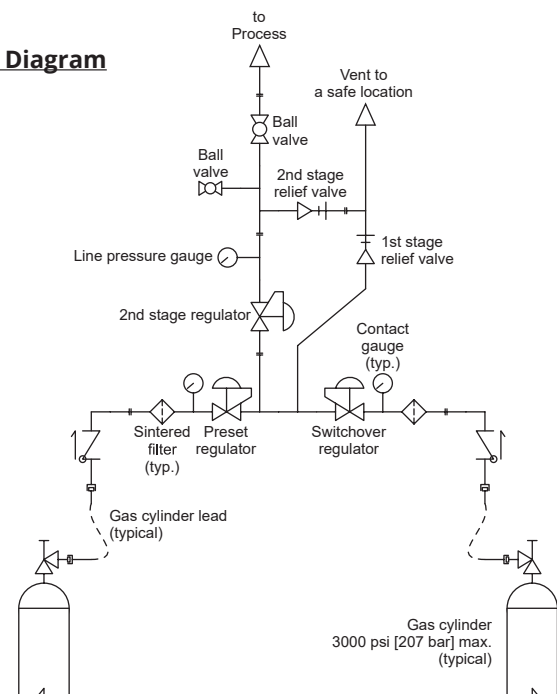 to
Process
Diagram
Vent to
a safe location
Ball
valve
Ball
valve
2nd stage
relief valve
1st stage
relief valve
Line pressure gauge
2nd stage regulator
Contact
gauge
(typ.)
Sintered
filter
(typ.)
Preset
regulator
Switchover
regulator
Gas cylinder lead
(typical)
Gas cylinder
3000 psi [207 bar] max.
(typical)